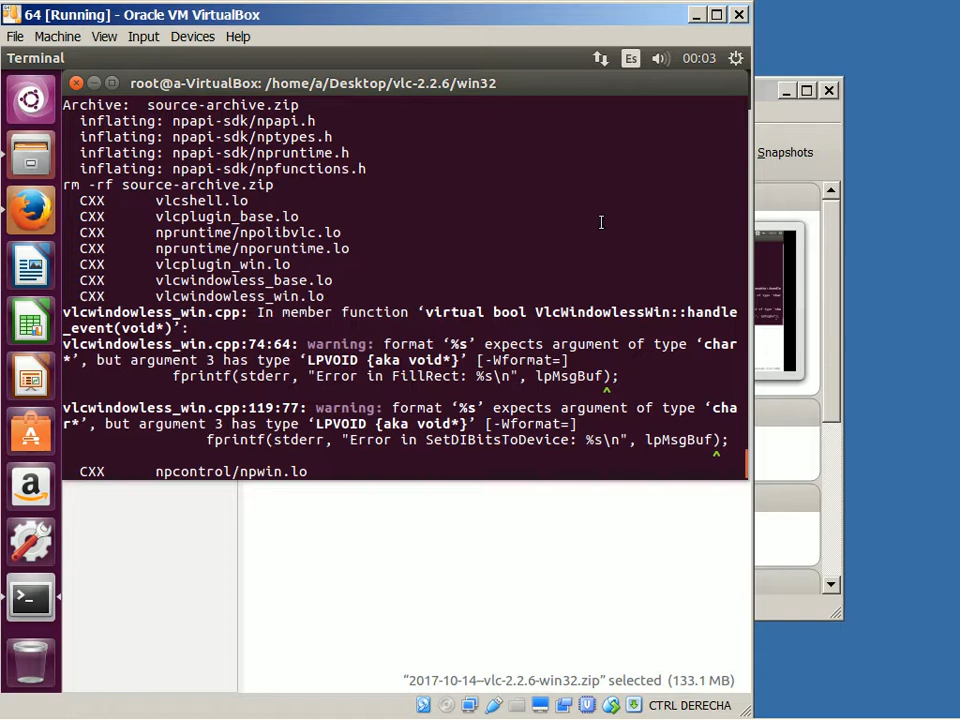 64 [Running] - Oracle VM VirtualBox
File Machine View Input Devices Help
Terminal
Es
00:03
root@a-VirtualBox: /home/a/Desktop/vlc-2.2.6/win32
Archive:  source-archive.zip
inflating: npapi-sdk/npapi.h
inflating: npapi-sdk/nptypes.h
inflating: npapi-sdk/npruntime.h
inflating: npapi-sdk/npfunctions.h
rm -rf source-archive.zip
CXX      vlcshell.lo
CXX      vlcplugin_base.lo
CXX      npruntime/npolibvlc.lo
CXX      npruntime/nporuntime.lo
CXX      vlcplugin_win.lo
CXX      vlcwindowless_base.lo
CXX      vlcwindowless_win.lo
vlcwindowless_win.cpp: In member function ‘virtual bool VlcWindowlessWin::handle
_event(void*)’:
vlcwindowless_win.cpp:74:64: warning: format ‘%s’ expects argument of type ‘char
*’, but argument 3 has type ‘LPVOID {aka void*}’ [-Wformat=]
fprintf(stderr, "Error in FillRect: %s\n", lpMsgBuf);
^
vlcwindowless_win.cpp:119:77: warning: format ‘%s’ expects argument of type ‘cha
r*’, but argument 3 has type ‘LPVOID {aka void*}’ [-Wformat=]
fprintf(stderr, "Error in SetDIBitsToDevice: %s\n", lpMsgBuf);
^
CXX      npcontrol/npwin.lo
Snapshots
“2017-10-14–vlc-2.2.6-win32.zip” selected (133.1 MB)
CTRL DERECHA